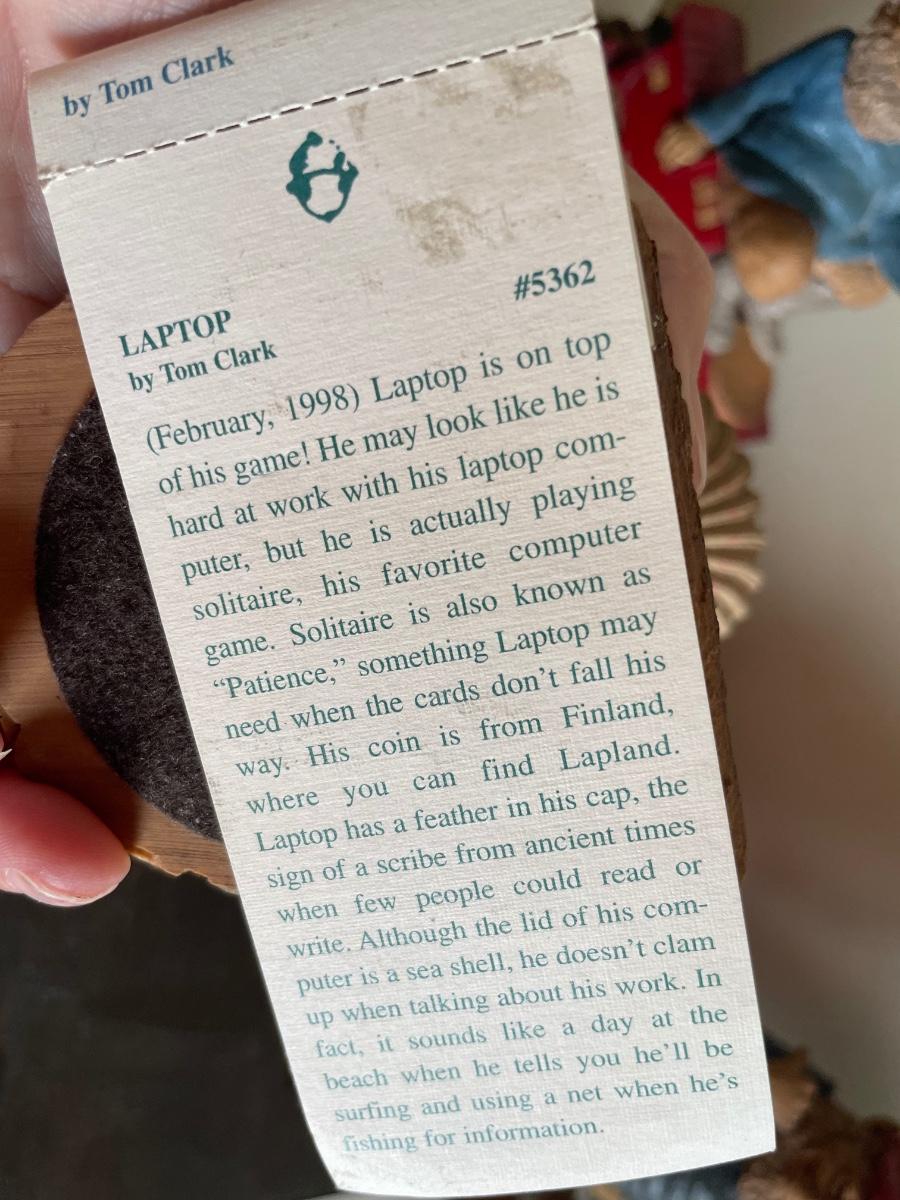 by Tom Clark
#5362
LAPTOP
by Tom Clark
(February, 1998) Laptop is on top
of his game! He may look like he is
hard at work with his laptop com-
puter, but he is actually playing
solitaire, his favorite computer
game. Solitaire is also known as
“Patience,” something Laptop may
need when the cards don’t fall his
way. His coin is from Finland,
where you can find Lapland.
Laptop has a feather in his cap, the
sign of a scribe from ancient times
when few people could read or
write. Although the lid of his com-
puter is a sea shell, he doesn’t clam
up when talking about his work. In
fact, it sounds like a day at the
beach when he tells you he’ll be
surfing and using a net when he’s
fishing for information.